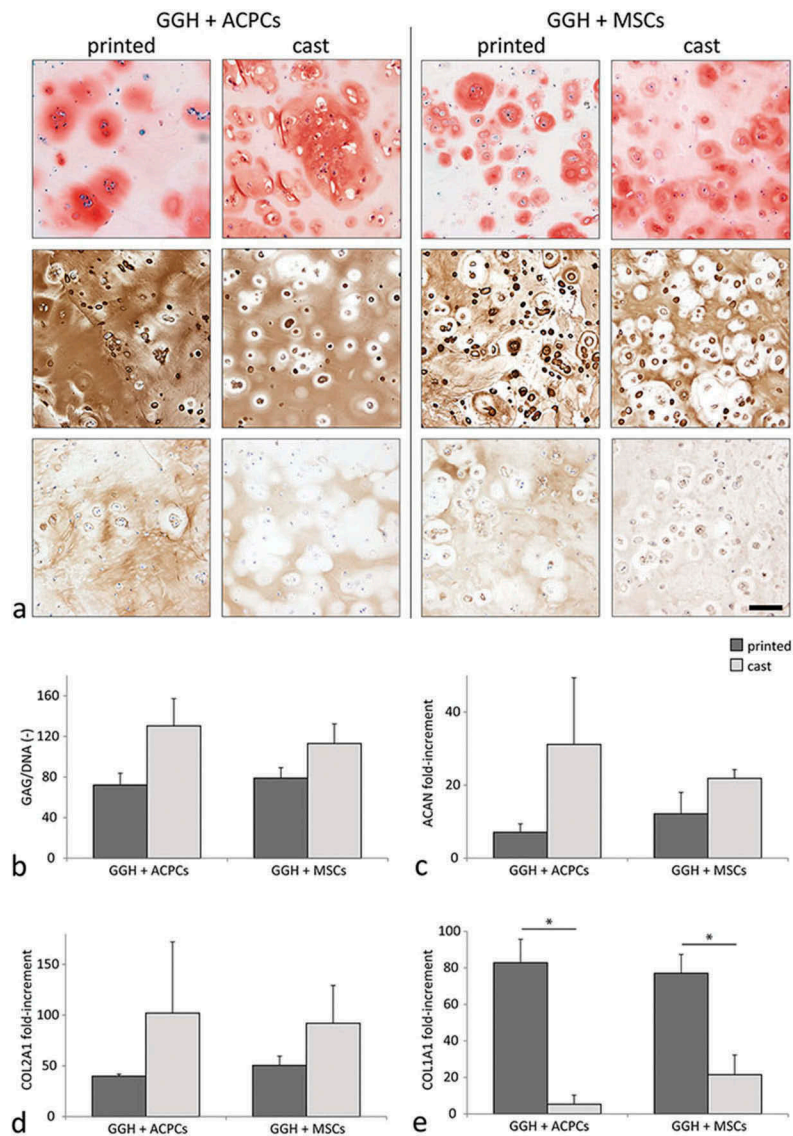 GGH + ACPCs GGH + MSCs
printed cast printed cast
a
printed
cast
160
120
80
40
0
GAG/DNA (-)
GGH + ACPCs GGH + MSCs
b
40
20
0
ACAN fold-increment
GGH + ACPCs GGH + MSCs
c
150
100
50
0
COL2A1 fold-increment
GGH + ACPCs GGH + MSCs
d
100
80
60
40
20
0
COL1A1 fold-increment
* *
GGH + ACPCs GGH + MSCs
e